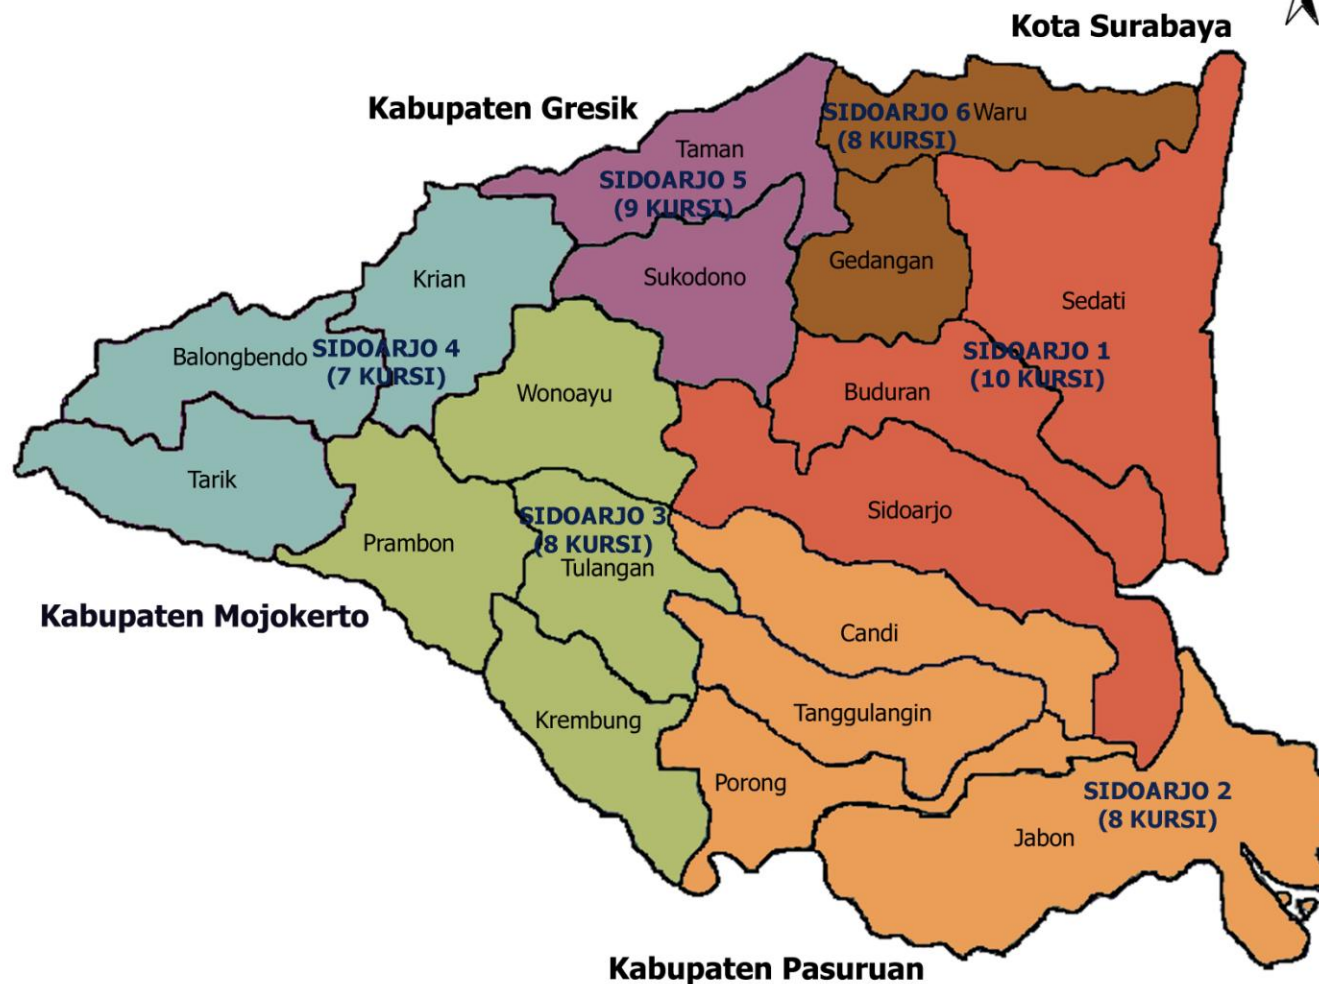 Kota Surabaya
Kabupaten Gresik
SIDOARJO 6
(8 KURSI)
Waru
Taman
SIDOARJO 5
(9 KURSI)
Gedangan
Krian
Sukodono
Sedati
Balongbendo
SIDOARJO 4
(7 KURSI)
SIDOARJO 1
(10 KURSI)
Wonoayu
Buduran
Tarik
Sidoarjo
SIDOARJO 3
(8 KURSI)
Prambon
Tulangan
Kabupaten Mojokerto
Candi
Krembung
Tanggulangin
Porong
SIDOARJO 2
(8 KURSI)
Jabon
Kabupaten Pasuruan